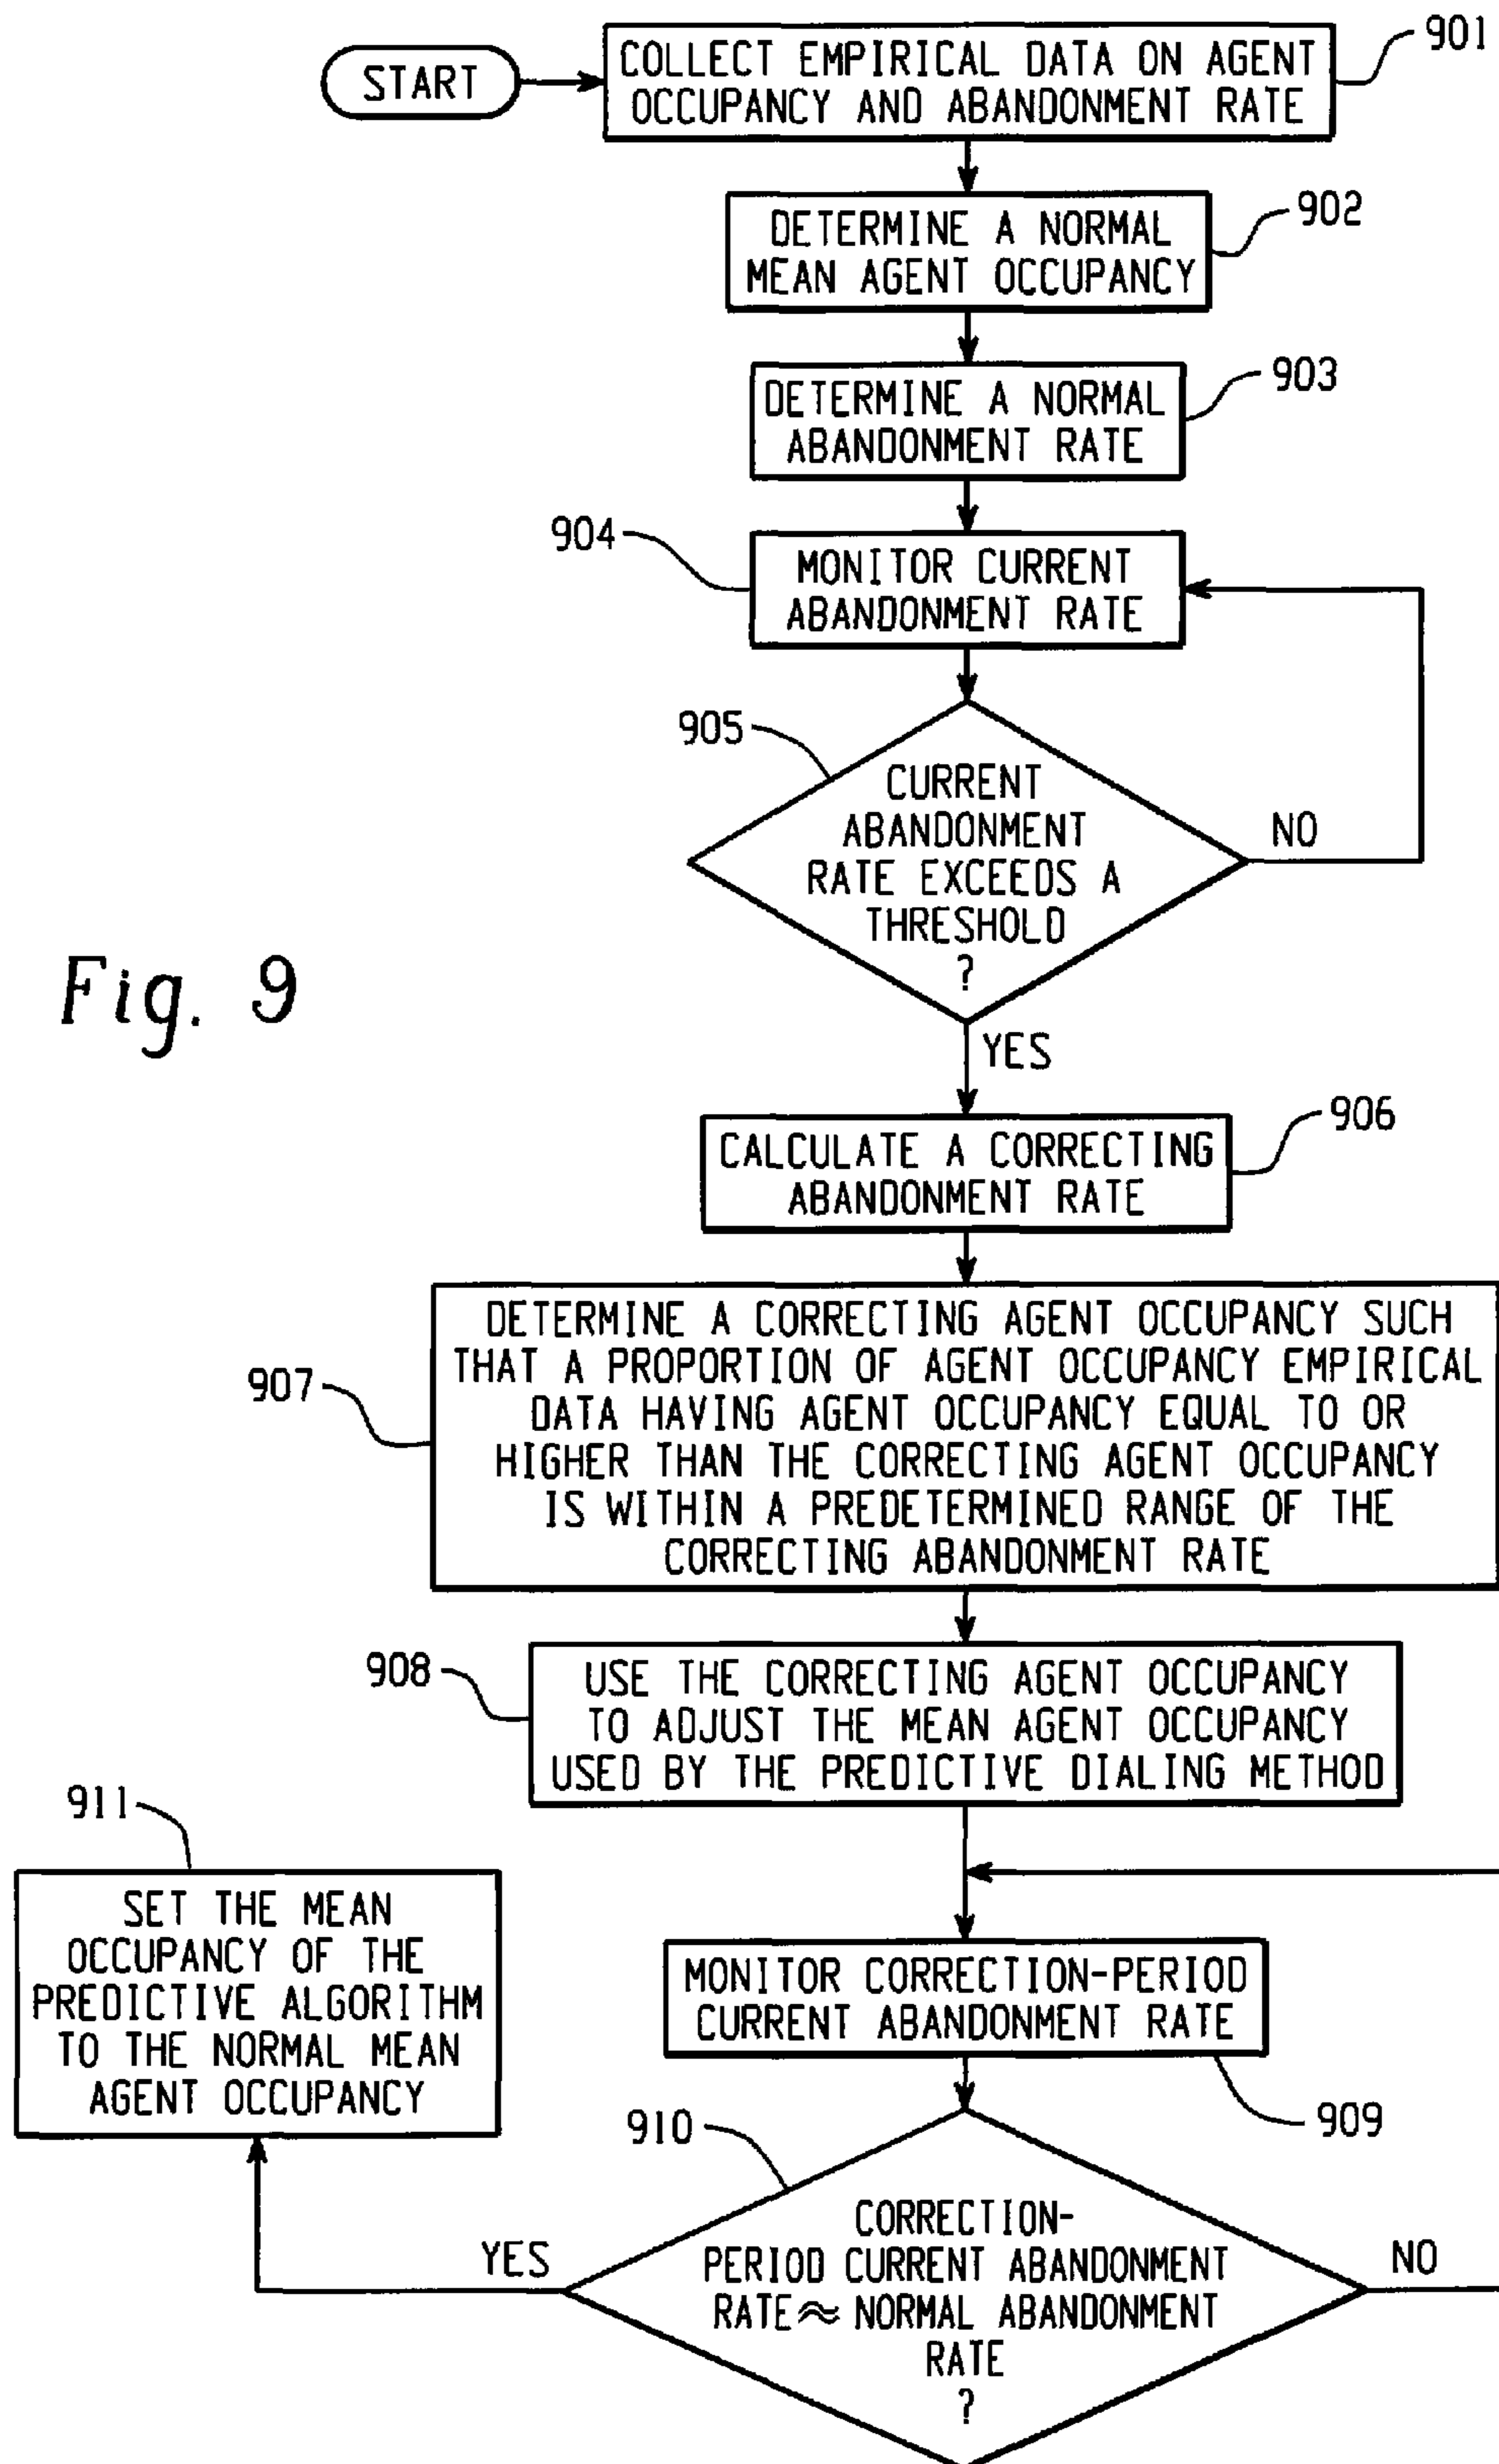 START
COLLECT EMPIRICAL DATA ON AGENT
OCCUPANCY AND ABANDONMENT RATE
901
DETERMINE A NORMAL
MEAN AGENT OCCUPANCY
902
DETERMINE A NORMAL
ABANDONMENT RATE
903
904
MONITOR CURRENT
ABANDONMENT RATE
905
CURRENT
ABANDONMENT
RATE EXCEEDS A
THRESHOLD
?
NO
Fig. 9
YES
CALCULATE A CORRECTING
ABANDONMENT RATE
906
907
DETERMINE A CORRECTING AGENT OCCUPANCY SUCH
THAT A PROPORTION OF AGENT OCCUPANCY EMPIRICAL
DATA HAVING AGENT OCCUPANCY EQUAL TO OR
HIGHER THAN THE CORRECTING AGENT OCCUPANCY
IS WITHIN A PREDETERMINED RANGE OF THE
CORRECTING ABANDONMENT RATE
908
USE THE CORRECTING AGENT OCCUPANCY
TO ADJUST THE MEAN AGENT OCCUPANCY
USED BY THE PREDICTIVE DIALING METHOD
911
SET THE MEAN
OCCUPANCY OF THE
PREDICTIVE ALGORITHM
TO THE NORMAL MEAN
AGENT OCCUPANCY
MONITOR CORRECTION-PERIOD
CURRENT ABANDONMENT RATE
909
910
CORRECTION-
PERIOD CURRENT ABANDONMENT
RATE ≈ NORMAL ABANDONMENT
RATE
?
YES
NO